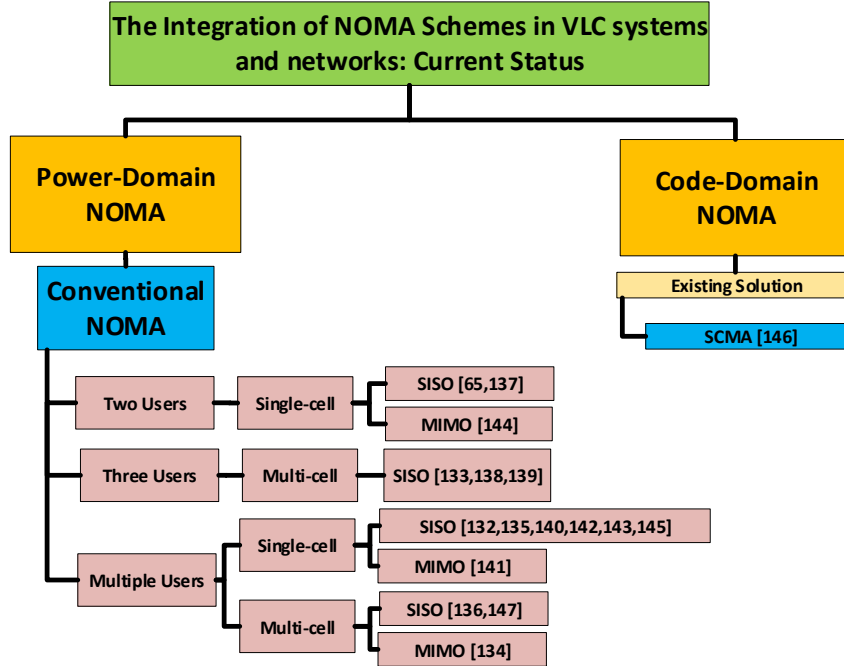 The Integration of NOMA Schemes in VLC systems
and networks: Current Status
Power-Domain
NOMA
Code-Domain
NOMA
Conventional
NOMA
Existing Solution
SCMA [146]
Two Users
Single-cell
SISO [65,137]
MIMO [144]
Three Users
Multi-cell
SISO [133,138,139]
Multiple Users
Single-cell
SISO [132,135,140,142,143,145]
MIMO [141]
Multi-cell
SISO [136,147]
MIMO [134]